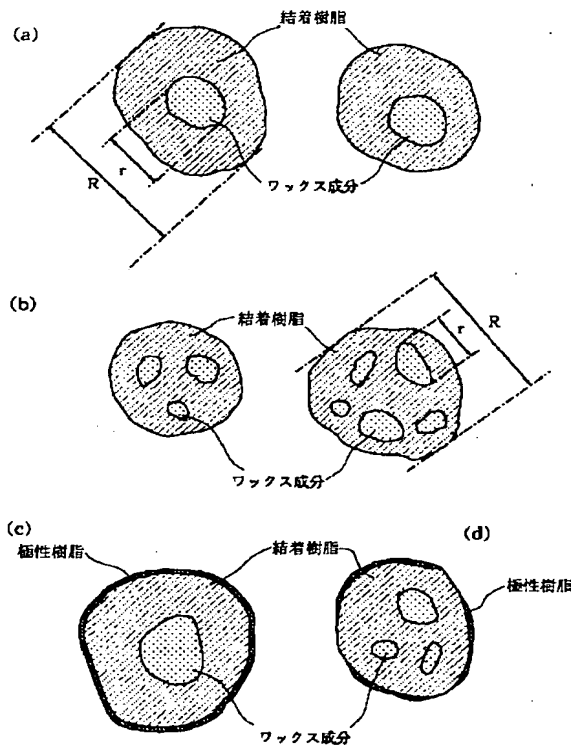 (a)
結着樹脂
r
R
ワックス成分
(b)
結着樹脂
r
R
ワックス成分
(c)
極性樹脂
結着樹脂
(d)
極性樹脂
ワックス成分